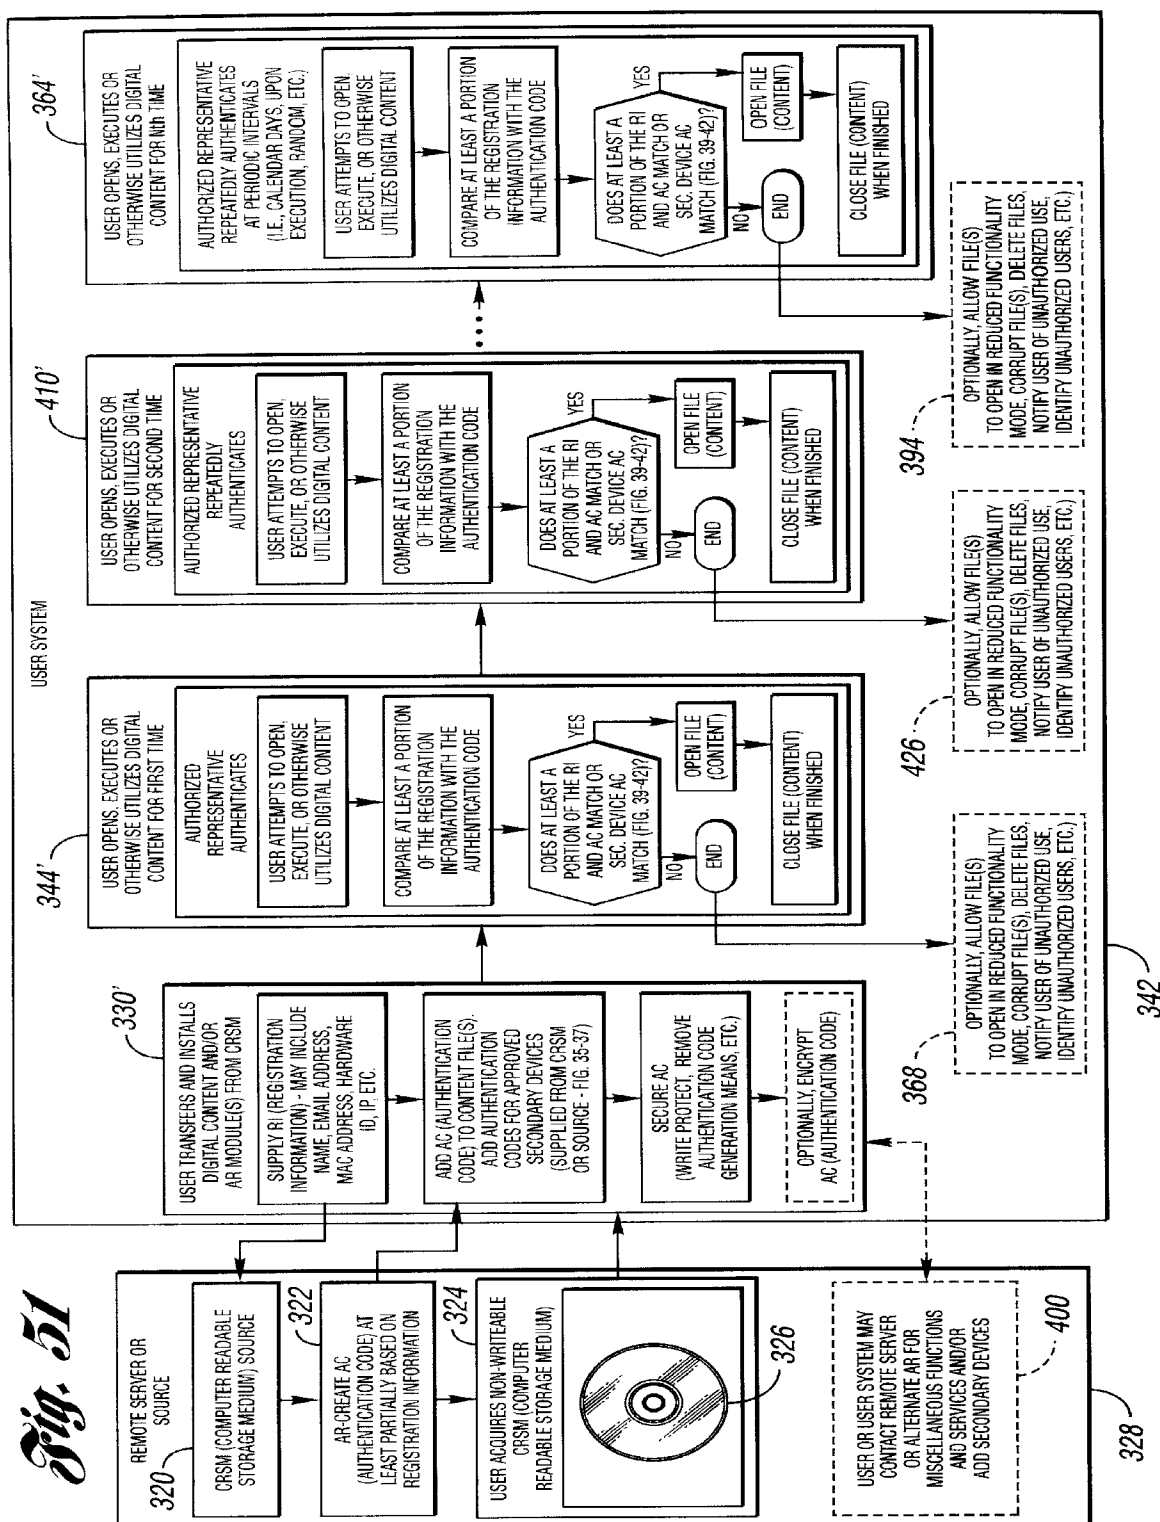 Fig. 51
REMOTE SERVER OR
SOURCE
320
CRSM (COMPUTER READABLE
STORAGE MEDIUM) SOURCE
322
AR-CREATE AC
(AUTHENTICATION CODE) AT
LEAST PARTIALLY BASED ON
REGISTRATION INFORMATION
324
USER ACQUIRES NON-WRITEABLE
CRSM (COMPUTER
READABLE STORAGE MEDIUM)
326
USER OR USER SYSTEM MAY
CONTACT REMOTE SERVER
OR ALTERNATE AR FOR
MISCELLANEOUS FUNCTIONS
AND SERVICES AND/OR
ADD SECONDARY DEVICES
400
328
USER SYSTEM
330'
USER TRANSFERS AND INSTALLS
DIGITAL CONTENT AND/OR
AR MODULE(S) FROM CRSM
SUPPLY RI (REGISTRATION
INFORMATION) - MAY INCLUDE
NAME, EMAIL ADDRESS,
MAC ADDRESS, HARDWARE
ID, IP, ETC.
ADD AC (AUTHENTICATION
CODE) TO CONTENT FILE(S).
ADD AUTHENTICATION
CODES FOR APPROVED
SECONDARY DEVICES
(SUPPLIED FROM CRSM
OR SOURCE - FIG. 35-37)
SECURE AC
(WRITE PROTECT, REMOVE
AUTHENTICATION CODE
GENERATION MEANS, ETC.)
OPTIONALLY, ENCRYPT
AC (AUTHENTICATION CODE)
344'
USER OPENS, EXECUTES OR
OTHERWISE UTILIZES DIGITAL
CONTENT FOR FIRST TIME
AUTHORIZED
REPRESENTATIVE
AUTHENTICATES
USER ATTEMPTS TO OPEN,
EXECUTE, OR OTHERWISE
UTILIZES DIGITAL CONTENT
COMPARE AT LEAST A PORTION
OF THE REGISTRATION
INFORMATION WITH THE
AUTHENTICATION CODE
DOES AT LEAST A
PORTION OF THE RI
AND AC MATCH OR
SEC. DEVICE AC
MATCH (FIG. 39-42)?
YES
NO
OPEN FILE
(CONTENT)
END
CLOSE FILE (CONTENT)
WHEN FINISHED
368
OPTIONALLY, ALLOW FILE(S)
TO OPEN IN REDUCED FUNCTIONALITY
MODE, CORRUPT FILE(S), DELETE FILES,
NOTIFY USER OF UNAUTHORIZED USE,
IDENTIFY UNAUTHORIZED USERS, ETC.)
410'
USER OPENS, EXECUTES OR
OTHERWISE UTILIZES DIGITAL
CONTENT FOR SECOND TIME
AUTHORIZED REPRESENTATIVE
REPEATEDLY
AUTHENTICATES
USER ATTEMPTS TO OPEN,
EXECUTE, OR OTHERWISE
UTILIZES DIGITAL CONTENT
COMPARE AT LEAST A PORTION
OF THE REGISTRATION
INFORMATION WITH THE
AUTHENTICATION CODE
DOES AT LEAST A
PORTION OF THE RI
AND AC MATCH OR
SEC. DEVICE AC
MATCH (FIG. 39-42)?
YES
NO
OPEN FILE
(CONTENT)
END
CLOSE FILE (CONTENT)
WHEN FINISHED
426
OPTIONALLY, ALLOW FILE(S)
TO OPEN IN REDUCED FUNCTIONALITY
MODE, CORRUPT FILE(S), DELETE FILES,
NOTIFY USER OF UNAUTHORIZED USE,
IDENTIFY UNAUTHORIZED USERS, ETC.)
364'
USER OPENS, EXECUTES OR
OTHERWISE UTILIZES DIGITAL
CONTENT FOR Nth TIME
AUTHORIZED REPRESENTATIVE
REPEATEDLY AUTHENTICATES
AT PERIODIC INTERVALS
(I.E., CALENDAR DAYS, UPON
EXECUTION, RANDOM, ETC.)
USER ATTEMPTS TO OPEN,
EXECUTE, OR OTHERWISE
UTILIZES DIGITAL CONTENT
COMPARE AT LEAST A PORTION
OF THE REGISTRATION
INFORMATION WITH THE
AUTHENTICATION CODE
DOES AT LEAST A
PORTION OF THE RI
AND AC MATCH OR
SEC. DEVICE AC
MATCH (FIG. 39-42)?
YES
NO
OPEN FILE
(CONTENT)
END
CLOSE FILE (CONTENT)
WHEN FINISHED
394
OPTIONALLY, ALLOW FILE(S)
TO OPEN IN REDUCED FUNCTIONALITY
MODE, CORRUPT FILE(S), DELETE FILES,
NOTIFY USER OF UNAUTHORIZED USE,
IDENTIFY UNAUTHORIZED USERS, ETC.)
342